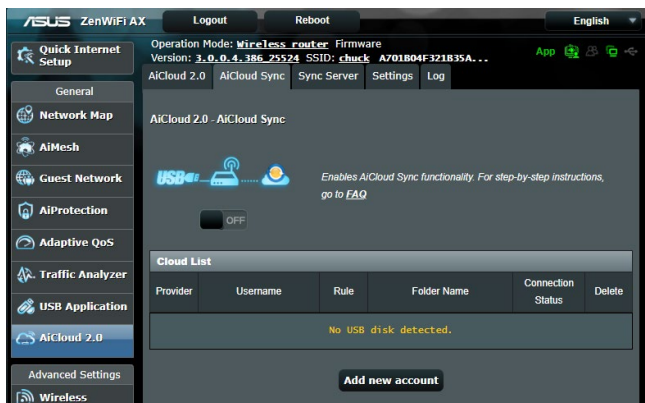 ASUS ZenWiFi AX
Logout
Reboot
English
Quick Internet
Setup
General
Network Map
AiMesh
Guest Network
AiProtection
Adaptive QoS
Traffic Analyzer
USB Application
AiCloud 2.0
Advanced Settings
Wireless
Operation Mode: Wireless router Firmware
Version: 3.0.0.4.386_25524 SSID: chuck A701B04F321B35A...
App
AiCloud 2.0 AiCloud Sync Sync Server Settings Log
AiCloud 2.0 - AiCloud Sync
USB
Enables AiCloud Sync functionality. For step-by-step instructions,
go to FAQ
OFF
Cloud List
Provider Username Rule Folder Name Connection
Status Delete
No USB disk detected.
Add new account